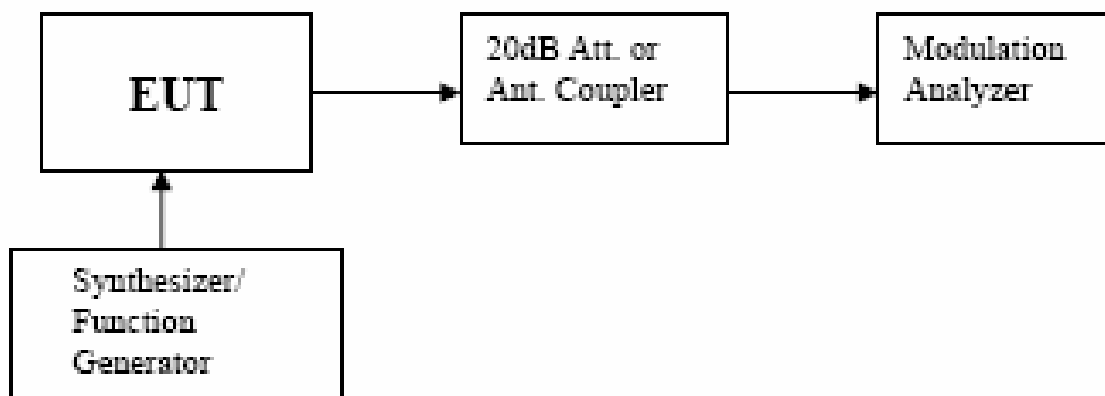 EUT
20dB Att. or
Ant. Coupler
Modulation
Analyzer
Synthesizer/
Function
Generator